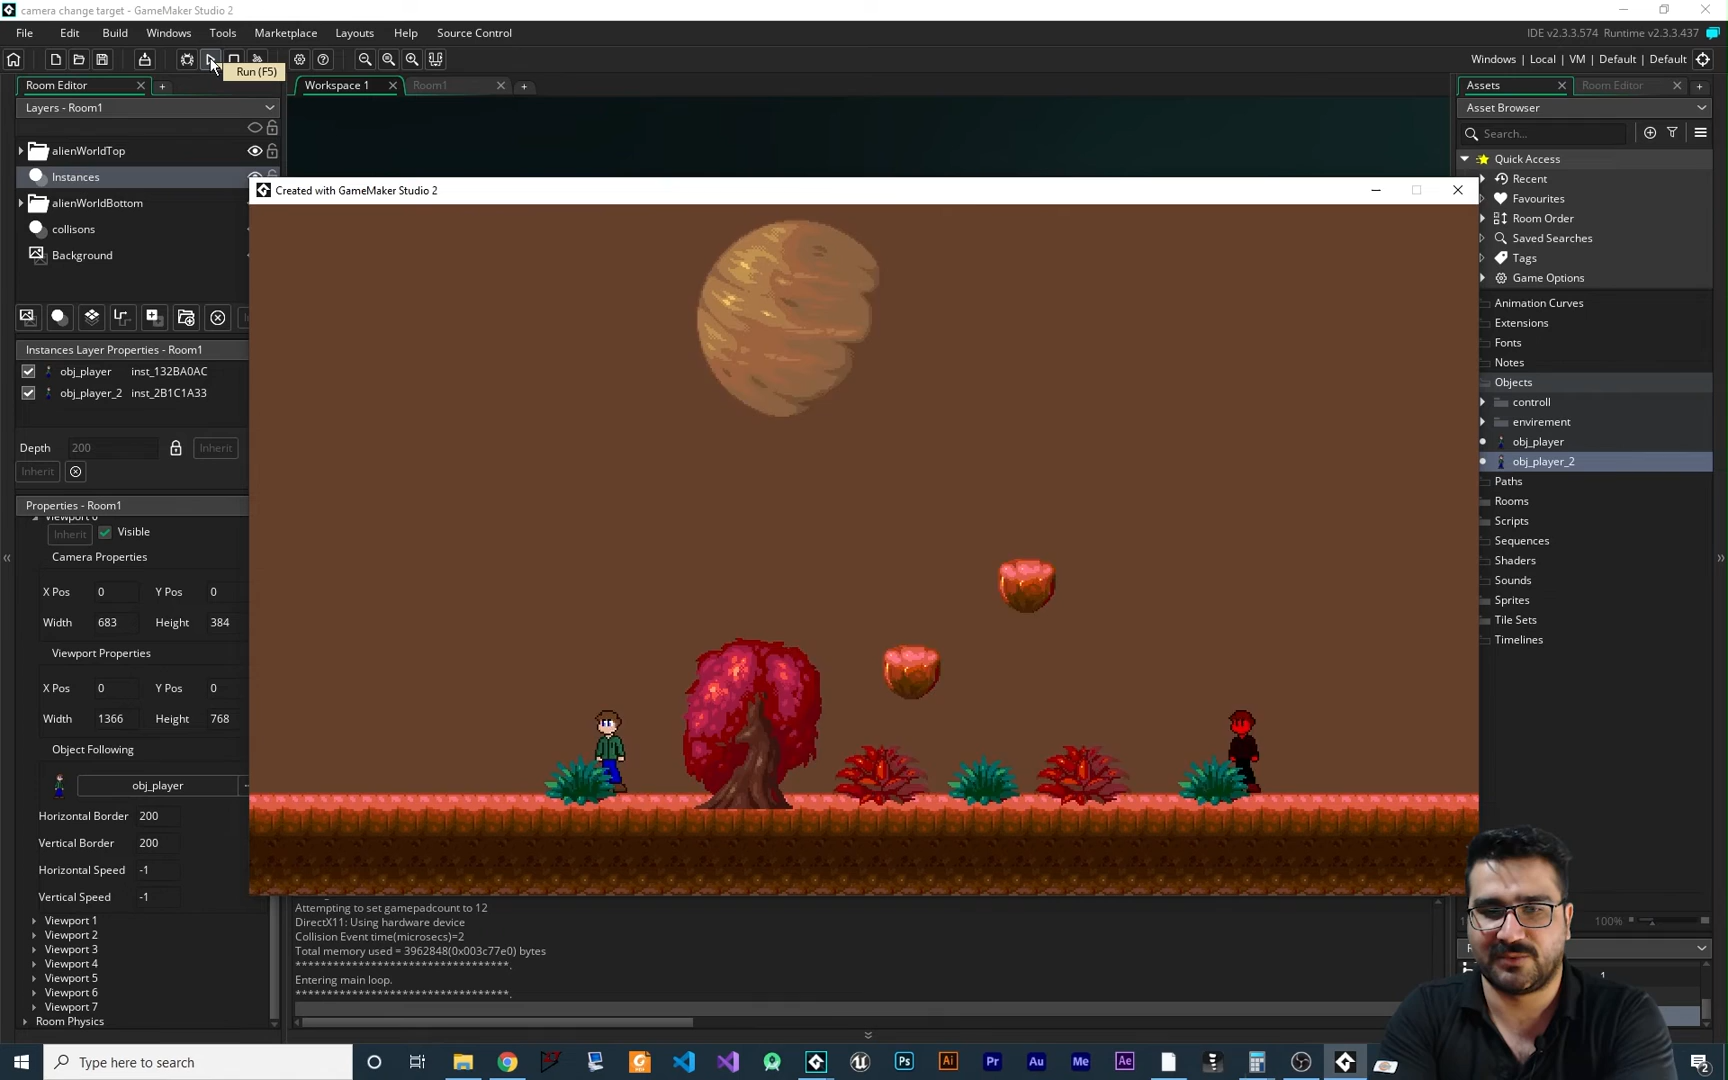 camera change target - GameMaker Studio 2
File Edit Build Windows Tools Marketplace Layouts Help Source Control
IDE v2.3.3.574 Runtime v2.3.3.437
Windows | Local | VM | Default | Default
Run (F5)
Room Editor
Workspace 1
Room1
Assets
Room Editor
Layers - Room1
Asset Browser
Search...
alienWorldTop
Instances
alienWorldBottom
collisons
Background
Quick Access
Recent
Favourites
Room Order
Saved Searches
Tags
Game Options
Animation Curves
Extensions
Fonts
Notes
Objects
controll
envirement
obj_player
obj_player_2
Paths
Rooms
Scripts
Sequences
Shaders
Sounds
Sprites
Tile Sets
Timelines
Created with GameMaker Studio 2
Instances Layer Properties - Room1
obj_player inst_132BA0AC
obj_player_2 inst_2B1C1A33
Depth 200 Inherit
Inherit
Properties - Room1
Inherit Visible
Camera Properties
X Pos 0 Y Pos 0
Width 683 Height 384
Viewport Properties
X Pos 0 Y Pos 0
Width 1366 Height 768
Object Following
obj_player
Horizontal Border 200
Vertical Border 200
Horizontal Speed -1
Vertical Speed -1
Viewport 1
Viewport 2
Viewport 3
Viewport 4
Viewport 5
Viewport 6
Viewport 7
Room Physics
Attempting to set gamepadcount to 12
DirectX11: Using hardware device
Collision Event time(microsecs)=2
Total memory used = 3962848(0x003c77e0) bytes
**********************************.
Entering main loop.
**********************************.
100%
1
Type here to search
Ps Ai Pr Au Me Ae
2